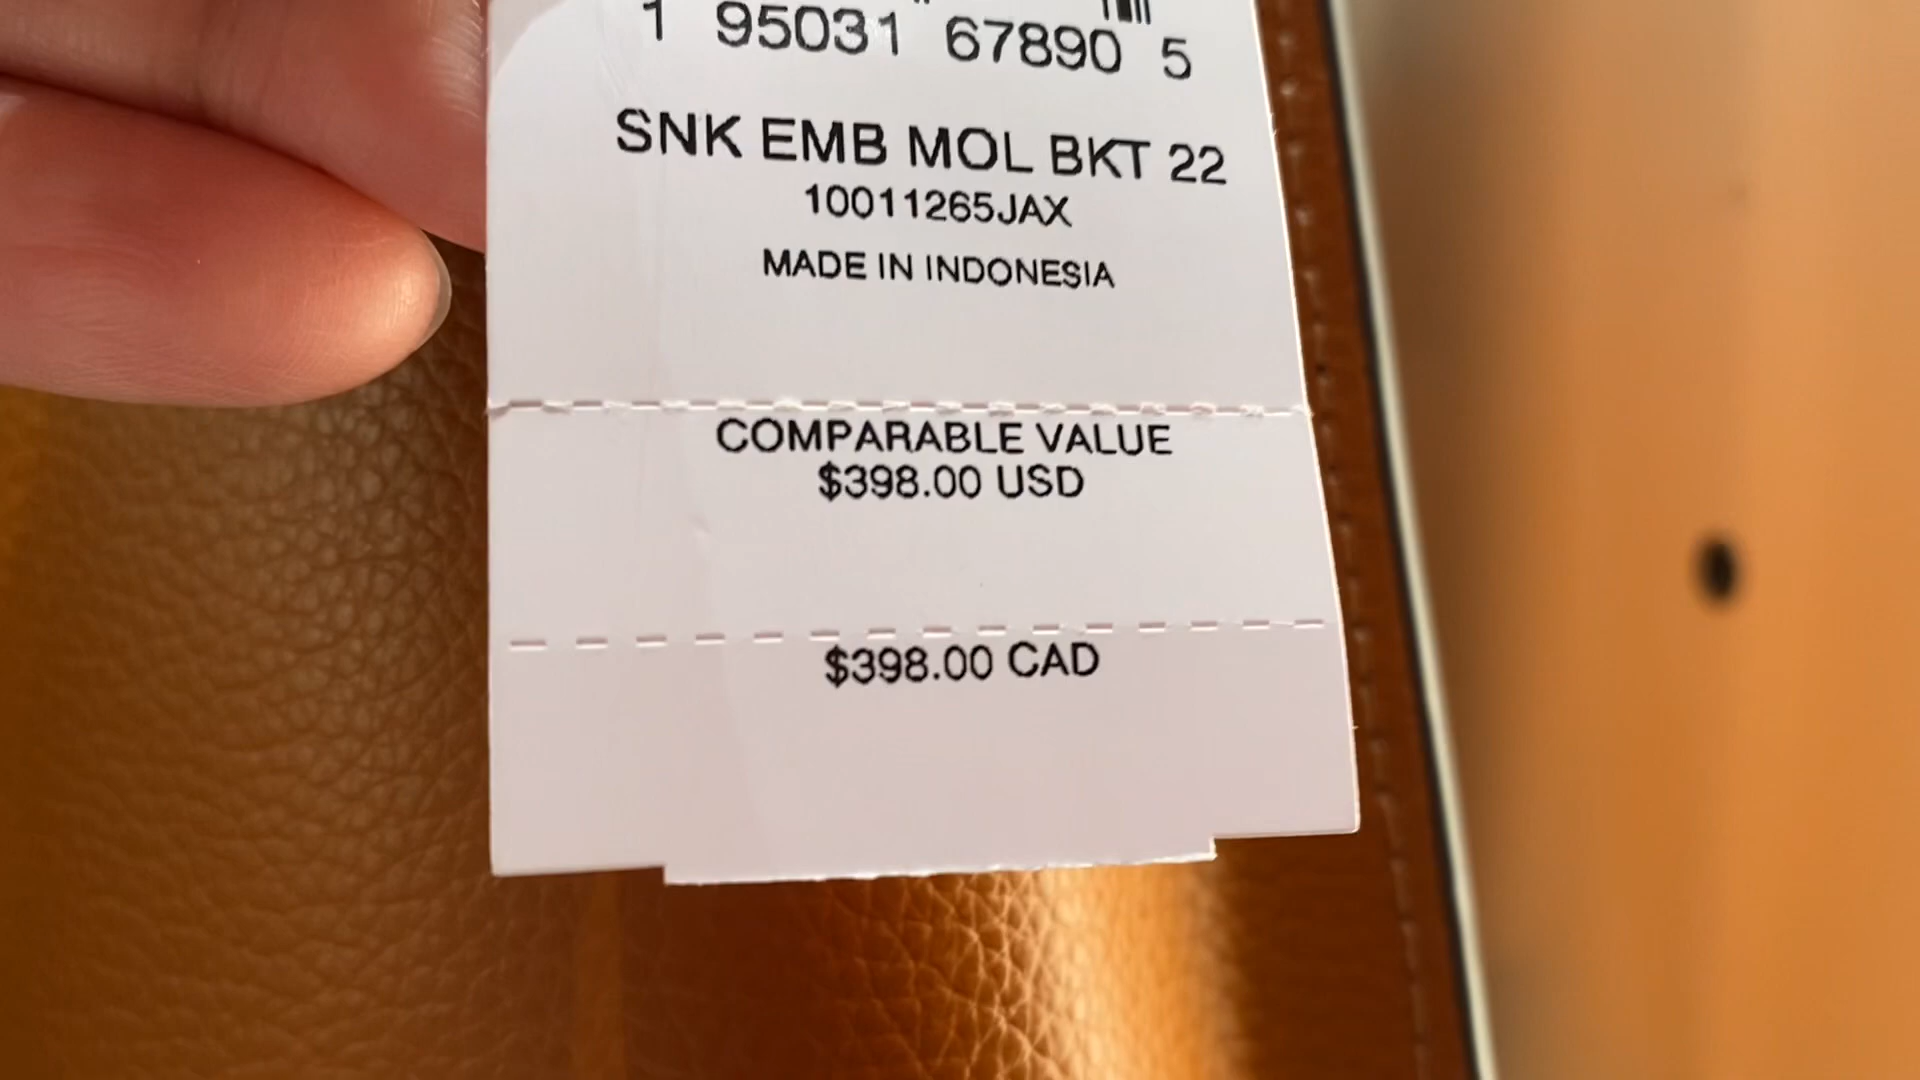 1 95031 67890 5
SNK EMB MOL BKT 22
10011265JAX
MADE IN INDONESIA
COMPARABLE VALUE
$398.00 USD
$398.00 CAD